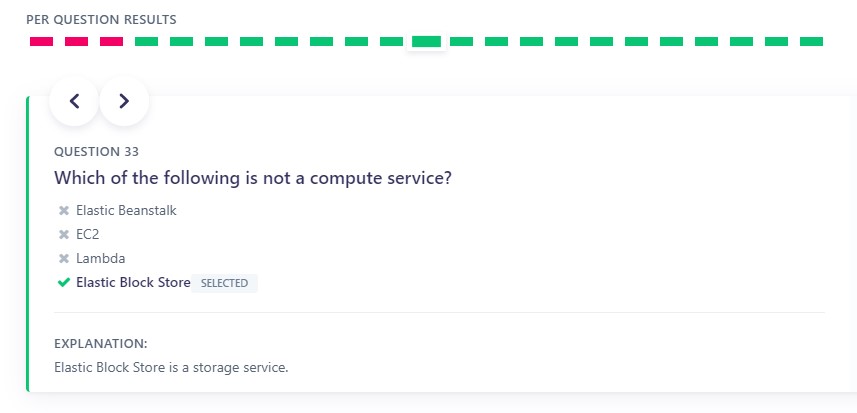 PER QUESTION RESULTS
QUESTION 33
Which of the following is not a compute service?
Elastic Beanstalk
EC2
Lambda
Elastic Block Store SELECTED
EXPLANATION:
Elastic Block Store is a storage service.